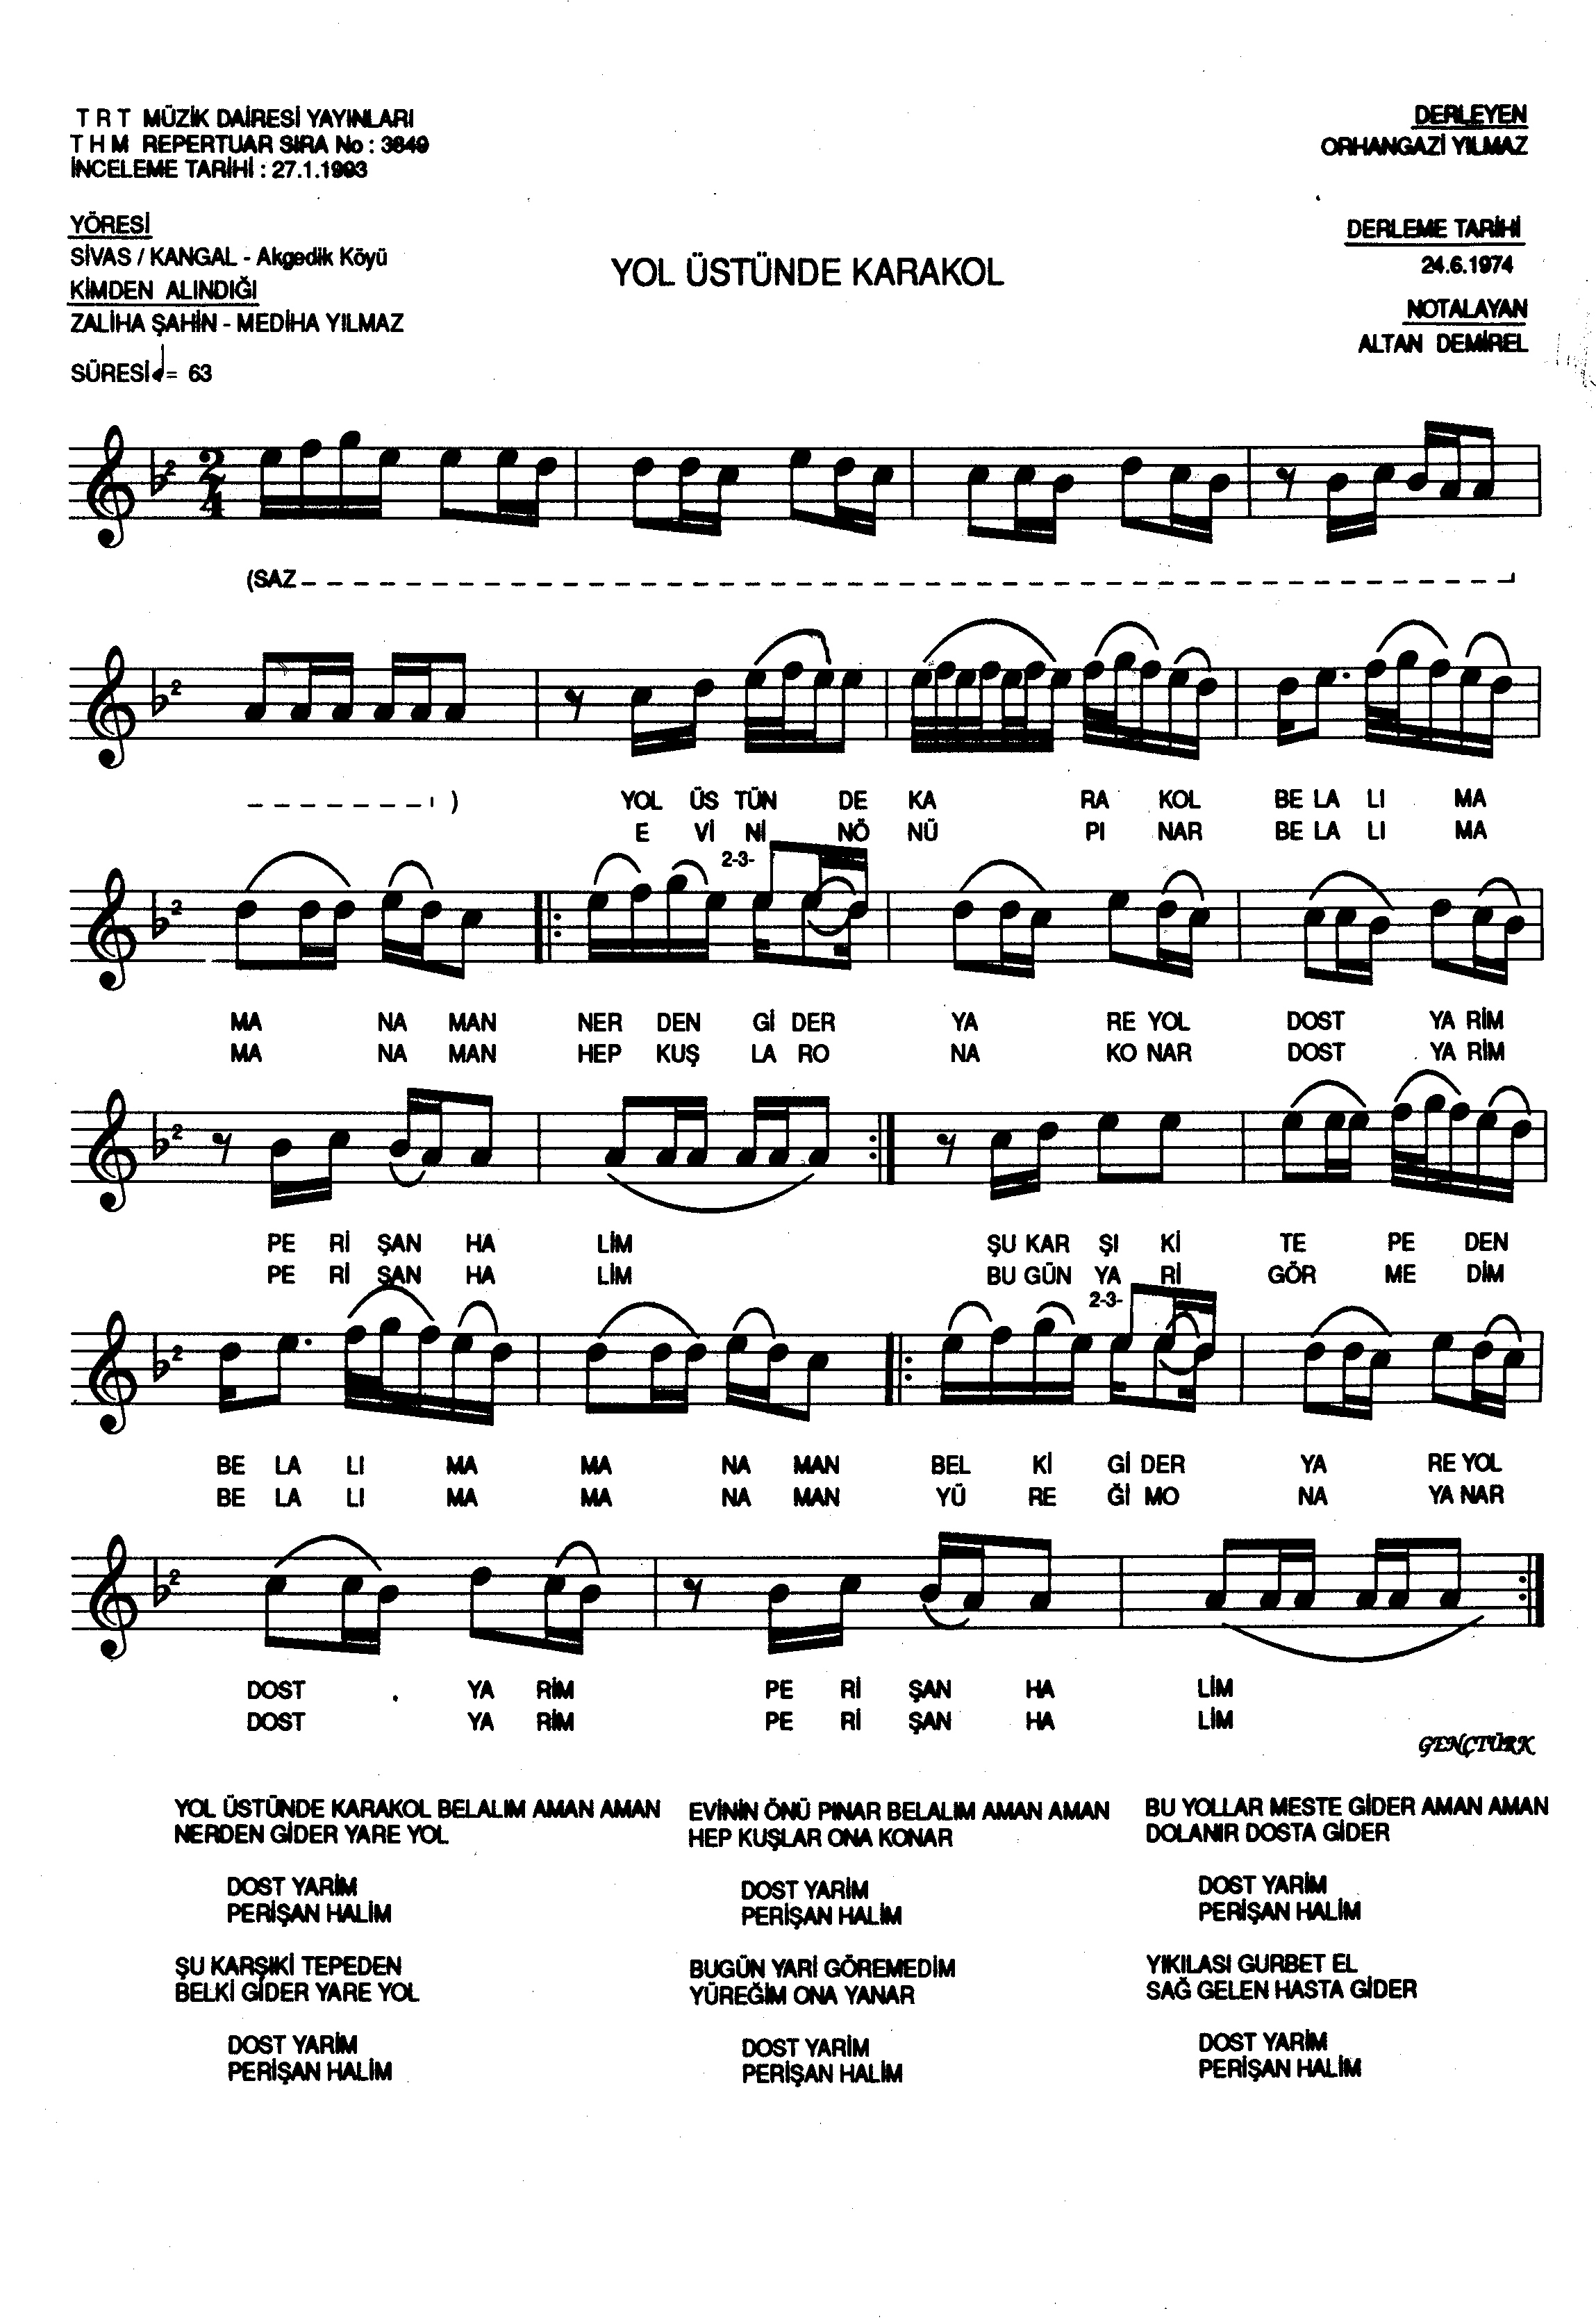 T R T MÜZİK DAİRESİ YAYINLARI
T H M REPERTUAR SIRA No : 3849
İNCELEME TARİHİ : 27.1.1993
DERLEYEN
ORHANGAZİ YILMAZ
YÖRESİ
SİVAS / KANGAL - Akgedik Köyü
KİMDEN ALINDIĞI
ZALİHA ŞAHİN - MEDİHA YILMAZ
SÜRESİ = 63
YOL ÜSTÜNDE KARAKOL
DERLEME TARİHİ
24.6.1974
NOTALAYAN
ALTAN DEMİREL
2 2 4
(SAZ
2
)
YOL ÜS TÜN DE KA RA KOL BE LA LI MA
E Vİ Nİ NÖ NÜ PI NAR BE LA LI MA
2 2-3-
MA NA MAN NER DEN Gİ DER YA RE YOL DOST YA RİM
MA NA MAN HEP KUŞ LA RO NA KO NAR DOST YA RİM
2
PE Rİ ŞAN HA LİM ŞU KAR ŞI Kİ TE PE DEN
PE Rİ ŞAN HA LİM BU GÜN YA Rİ GÖR ME DİM
2 2-3-
BE LA LI MA MA NA MAN BEL Kİ Gİ DER YA RE YOL
BE LA LI MA MA NA MAN YÜ RE Ğİ MO NA YA NAR
2
DOST YA RİM PE Rİ ŞAN HA LİM
DOST YA RİM PE Rİ ŞAN HA LİM
GENÇTÜRK
YOL ÜSTÜNDE KARAKOL BELALIM AMAN AMAN
NERDEN GİDER YARE YOL
DOST YARİM
PERİŞAN HALİM
ŞU KARŞIKİ TEPEDEN
BELKİ GİDER YARE YOL
DOST YARİM
PERİŞAN HALİM
EVİNİN ÖNÜ PINAR BELALIM AMAN AMAN
HEP KUŞLAR ONA KONAR
DOST YARİM
PERİŞAN HALİM
BUGÜN YARİ GÖREMEDİM
YÜREĞİM ONA YANAR
DOST YARİM
PERİŞAN HALİM
BU YOLLAR MESTE GİDER AMAN AMAN
DOLANIR DOSTA GİDER
DOST YARİM
PERİŞAN HALİM
YIKILASI GURBET EL
SAĞ GELEN HASTA GİDER
DOST YARİM
PERİŞAN HALİM